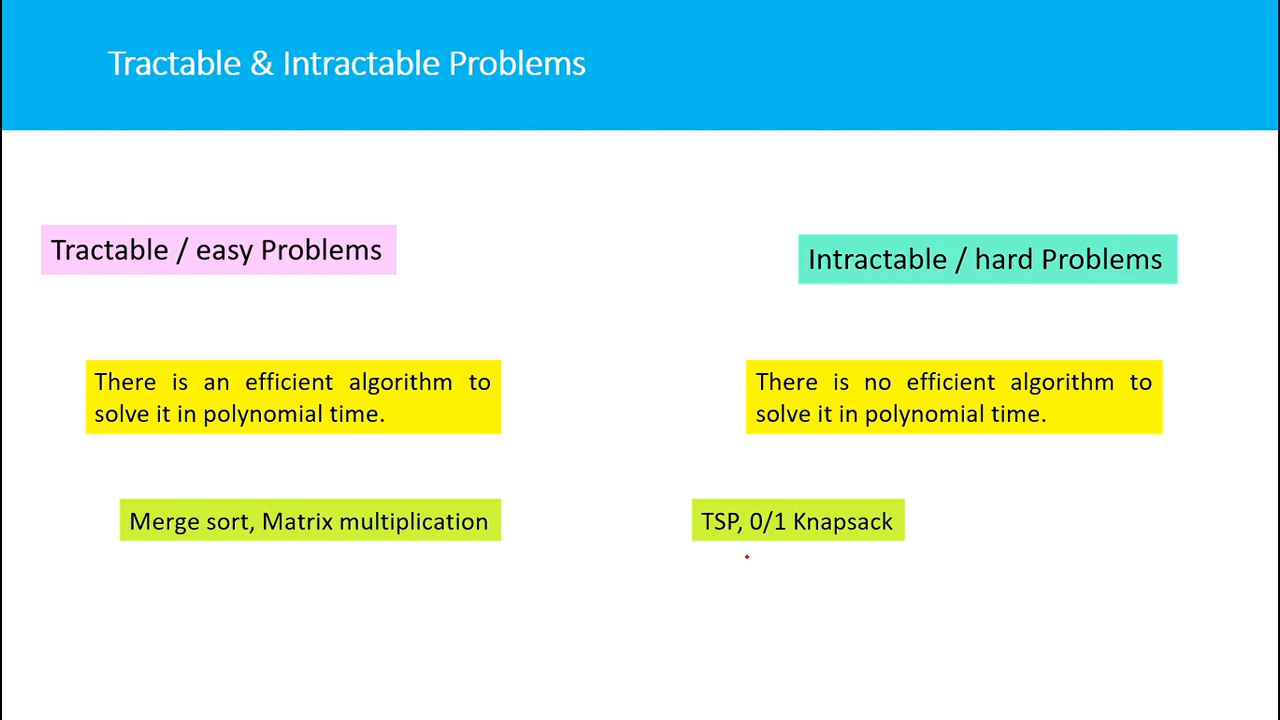 Tractable & Intractable Problems
Tractable / easy Problems
There is an efficient algorithm to
solve it in polynomial time.
Merge sort, Matrix multiplication
Intractable / hard Problems
There is no efficient algorithm to
solve it in polynomial time.
TSP, 0/1 Knapsack